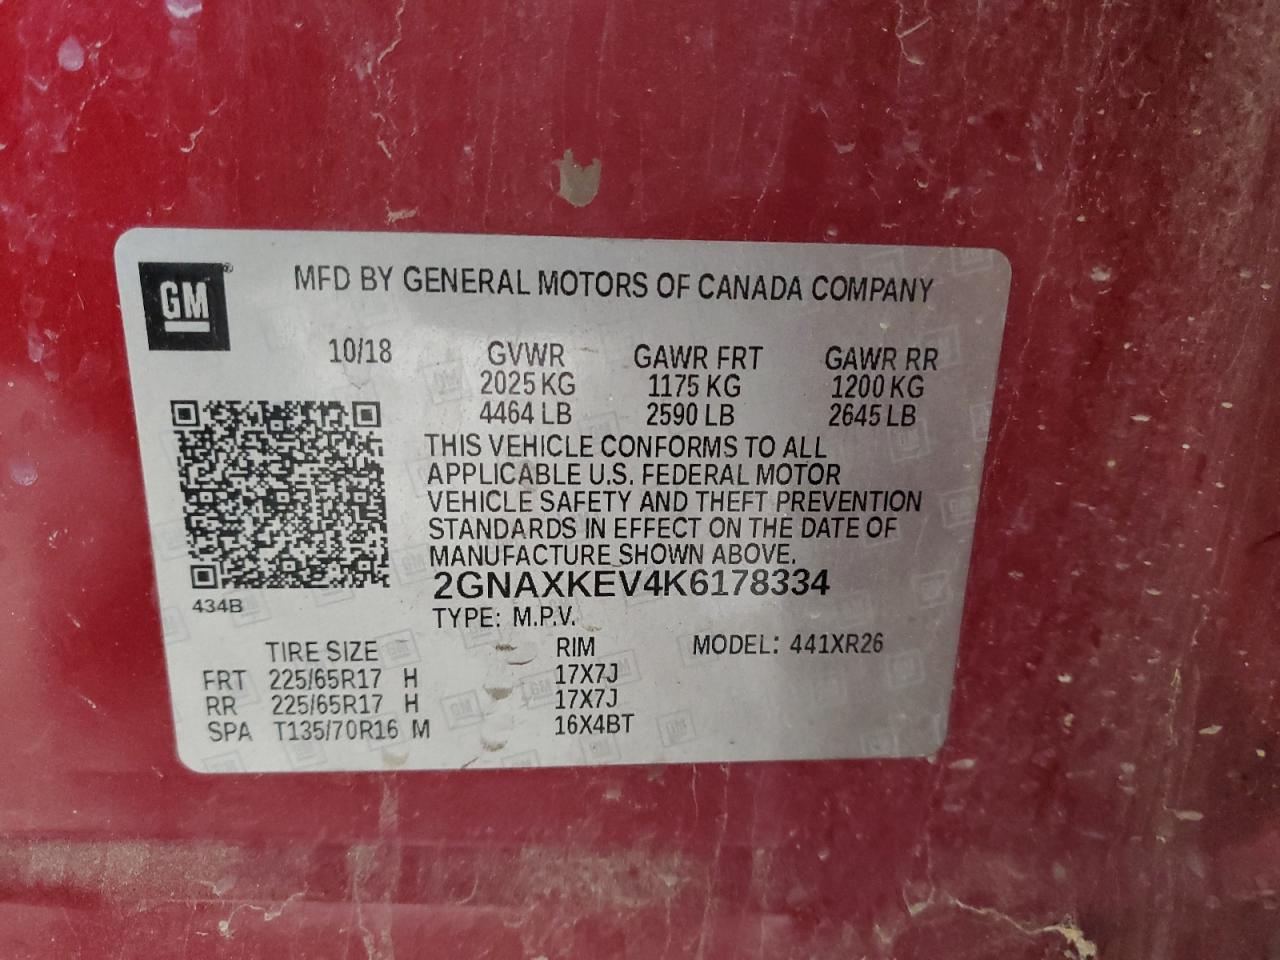 GM
MFD BY GENERAL MOTORS OF CANADA COMPANY
10/18 GVWR GAWR FRT GAWR RR
2025 KG 1175 KG 1200 KG
4464 LB 2590 LB 2645 LB
THIS VEHICLE CONFORMS TO ALL
APPLICABLE U.S. FEDERAL MOTOR
VEHICLE SAFETY AND THEFT PREVENTION
STANDARDS IN EFFECT ON THE DATE OF
MANUFACTURE SHOWN ABOVE.
2GNAXKEV4K6178334
434B
TYPE: M.P.V.
TIRE SIZE RIM MODEL: 441XR26
FRT 225/65R17 H 17X7J
RR 225/65R17 H 17X7J
SPA T135/70R16 M 16X4BT